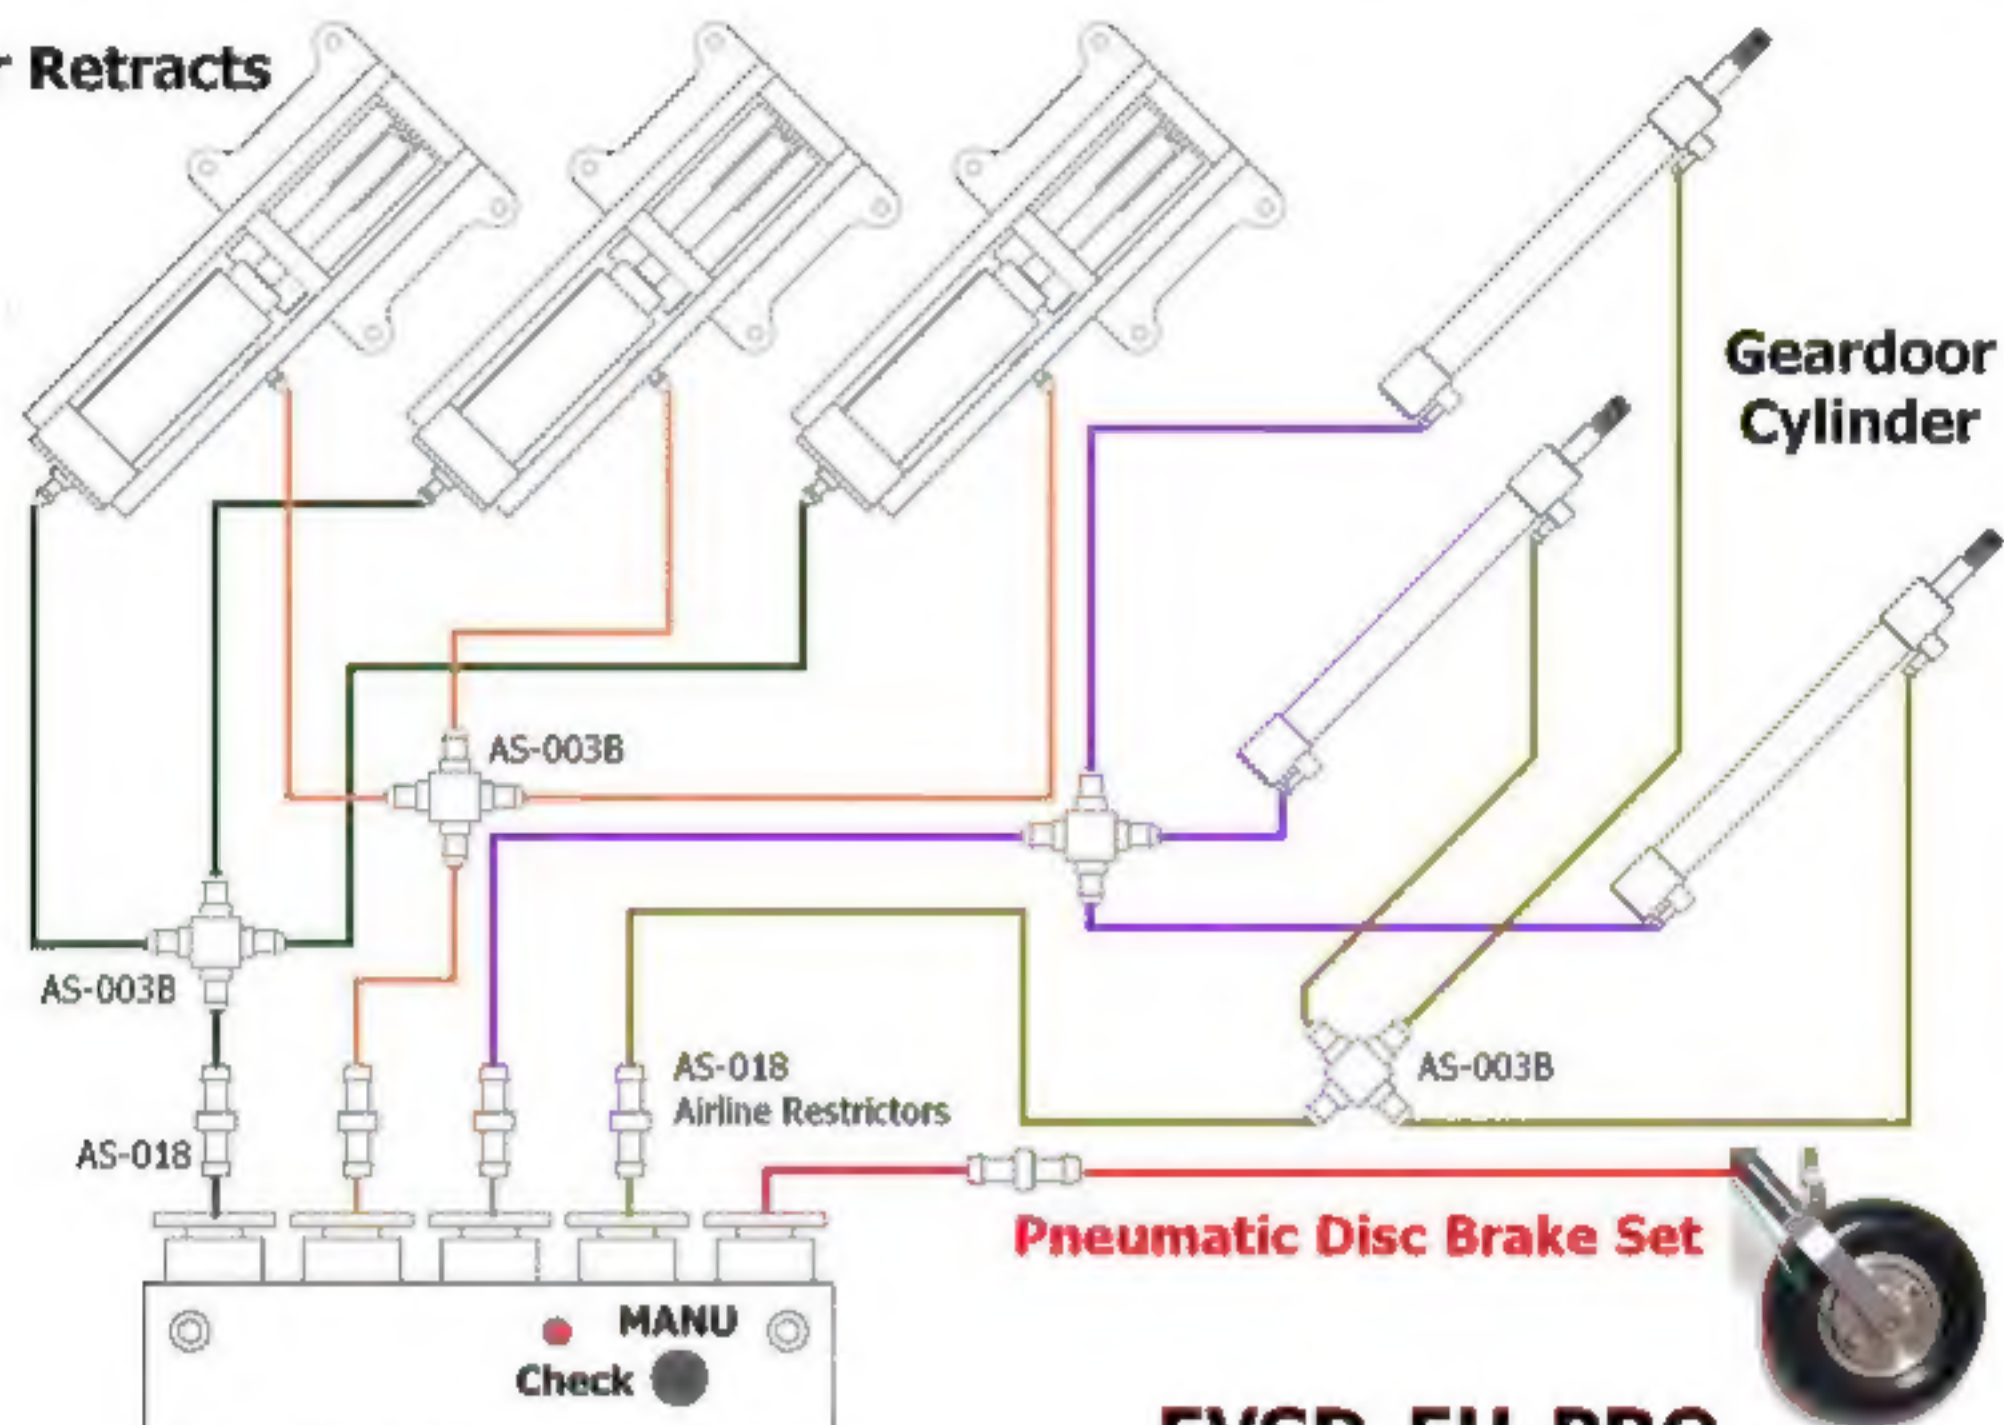 r Retracts
Geardoor
Cylinder
AS-003B
AS-003B
AS-018
Airline Restrictors
AS-003B
AS-018
Pneumatic Disc Brake Set
MANU
Check